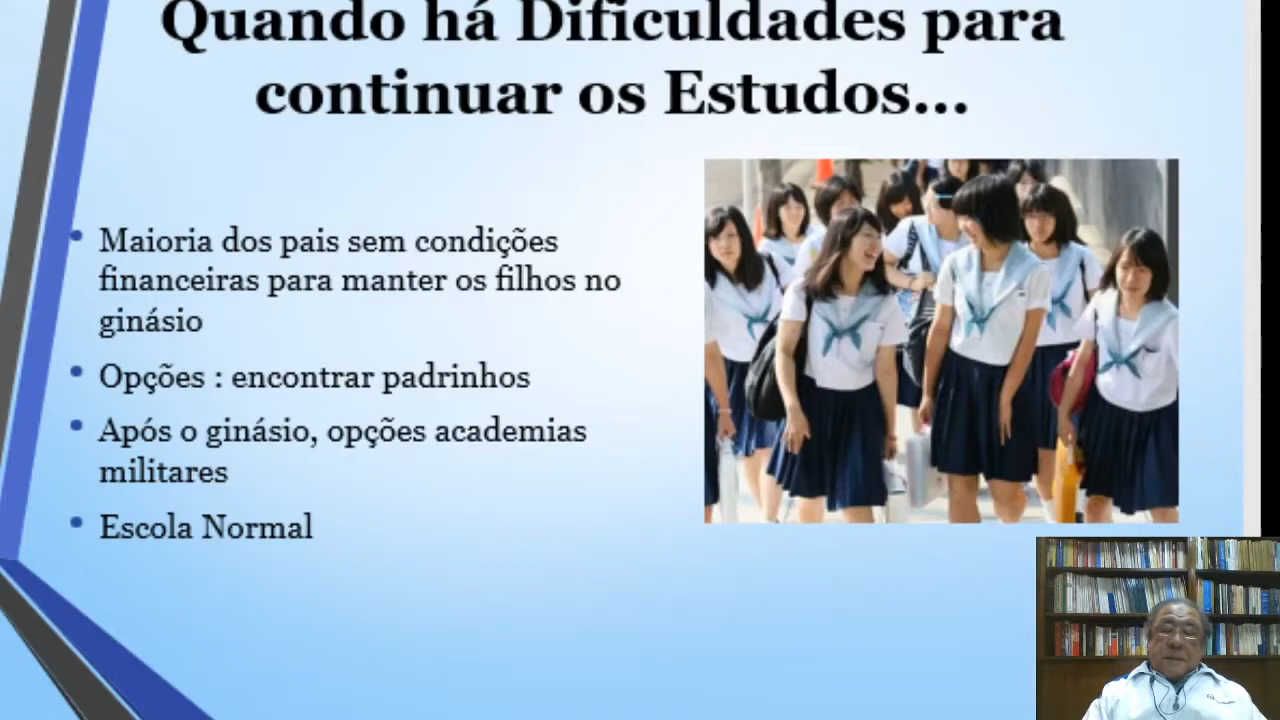 Quando há Dificuldades para
continuar os Estudos...
Maioria dos pais sem condições
financeiras para manter os filhos no
ginásio
Opções : encontrar padrinhos
Após o ginásio, opções academias
militares
Escola Normal